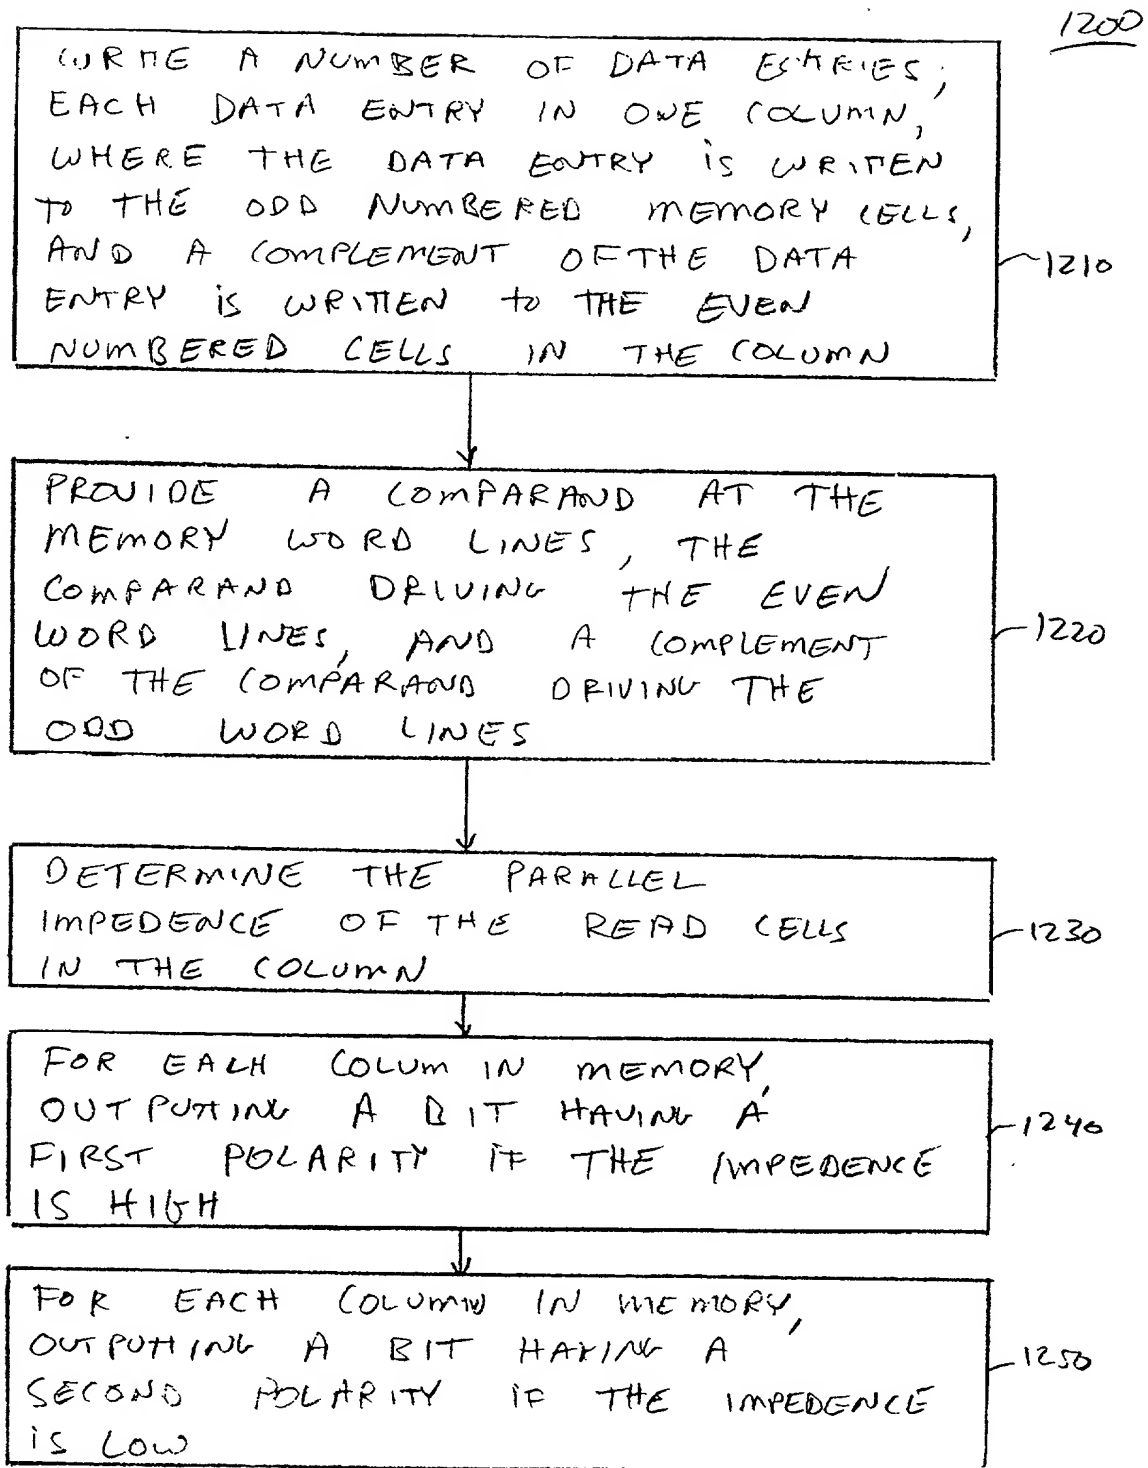 1200
WRITE A NUMBER OF DATA ENTRIES,
EACH DATA ENTRY IN ONE COLUMN,
WHERE THE DATA ENTRY is WRITTEN
to THE ODD NUMBERED MEMORY CELLS,
AND A COMPLEMENT OF THE DATA
ENTRY is WRITTEN to THE EVEN
NUMBERED CELLS IN THE COLUMN
1210
PROVIDE A COMPARAND AT THE
MEMORY WORD LINES, THE
COMPARAND DRIVING THE EVEN
WORD LINES, AND A COMPLEMENT
OF THE COMPARAND DRIVING THE
ODD WORD LINES
1220
DETERMINE THE PARALLEL
IMPEDENCE OF THE READ CELLS
IN THE COLUMN
1230
FOR EACH COLUM IN MEMORY,
OUTPUTTING A BIT HAVING A
FIRST POLARITY IF THE IMPEDENCE
IS HIGH
1240
FOR EACH COLUMN IN MEMORY,
OUTPUTTING A BIT HAVING A
SECOND POLARITY IF THE IMPEDENCE
is LOW
1250